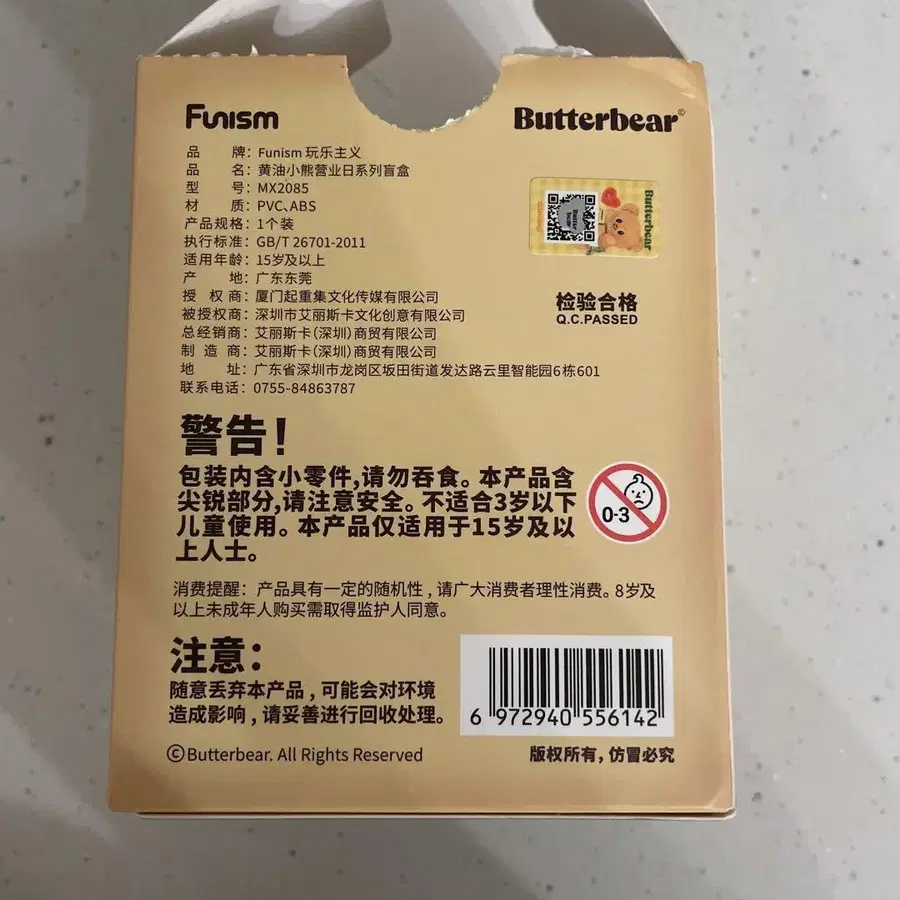 Funism
Butterbear©
品牌：Funism 玩乐主义
品名：黄油小熊营业日系列盲盒
型号：MX2085
材质：PVC、ABS
产品规格：1个装
执行标准：GB/T 26701-2011
适用年龄：15岁及以上
产地：广东东莞
授权商：厦门起重集文化传媒有限公司
被授权商：深圳市艾丽斯卡文化创意有限公司
总经销商：艾丽斯卡(深圳)商贸有限公司
制造商：艾丽斯卡(深圳)商贸有限公司
地址：广东省深圳市龙岗区坂田街道发达路云里智能园6栋601
联系电话：0755-84863787
Butterbear
Butter
bear
检验合格
Q.C.PASSED
警告！
包装内含小零件,请勿吞食。本产品含
尖锐部分,请注意安全。不适合3岁以下
儿童使用。本产品仅适用于15岁及以
上人士。
0-3
消费提醒：产品具有一定的随机性，请广大消费者理性消费。8岁及
以上未成年人购买需取得监护人同意。
注意：
随意丢弃本产品，可能会对环境
造成影响，请妥善进行回收处理。
6 972940 556142
©Butterbear. All Rights Reserved
版权所有，仿冒必究